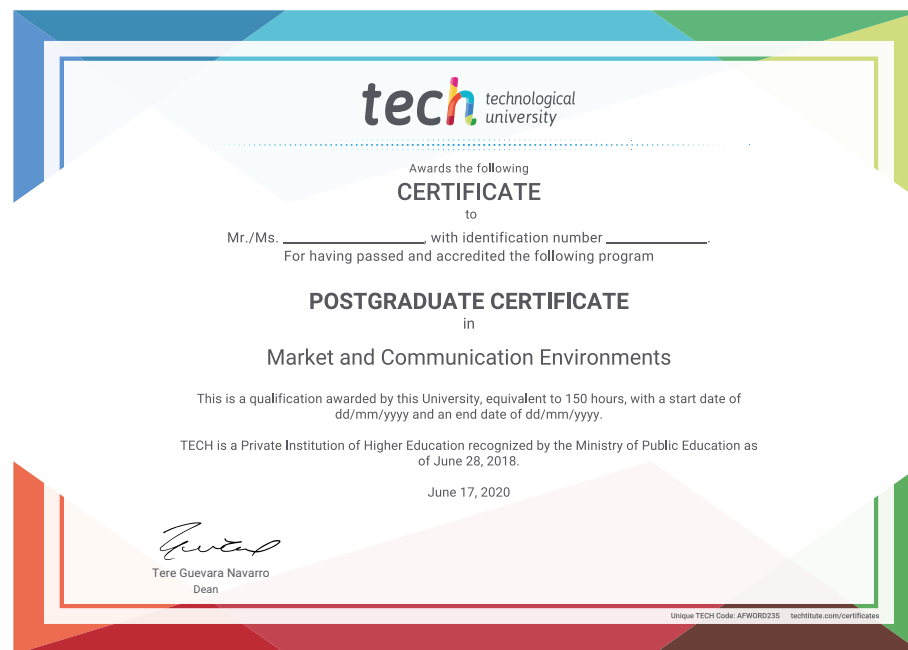 tech technological
university
Awards the following
CERTIFICATE
to
Mr./Ms. ____________________, with identification number ______________.
For having passed and accredited the following program
POSTGRADUATE CERTIFICATE
in
Market and Communication Environments
This is a qualification awarded by this University, equivalent to 150 hours, with a start date of
dd/mm/yyyy and an end date of dd/mm/yyyy.
TECH is a Private Institution of Higher Education recognized by the Ministry of Public Education as
of June 28, 2018.
June 17, 2020
Tere Guevara Navarro
Dean
Unique TECH Code: AFWORD23S techtitute.com/certificates